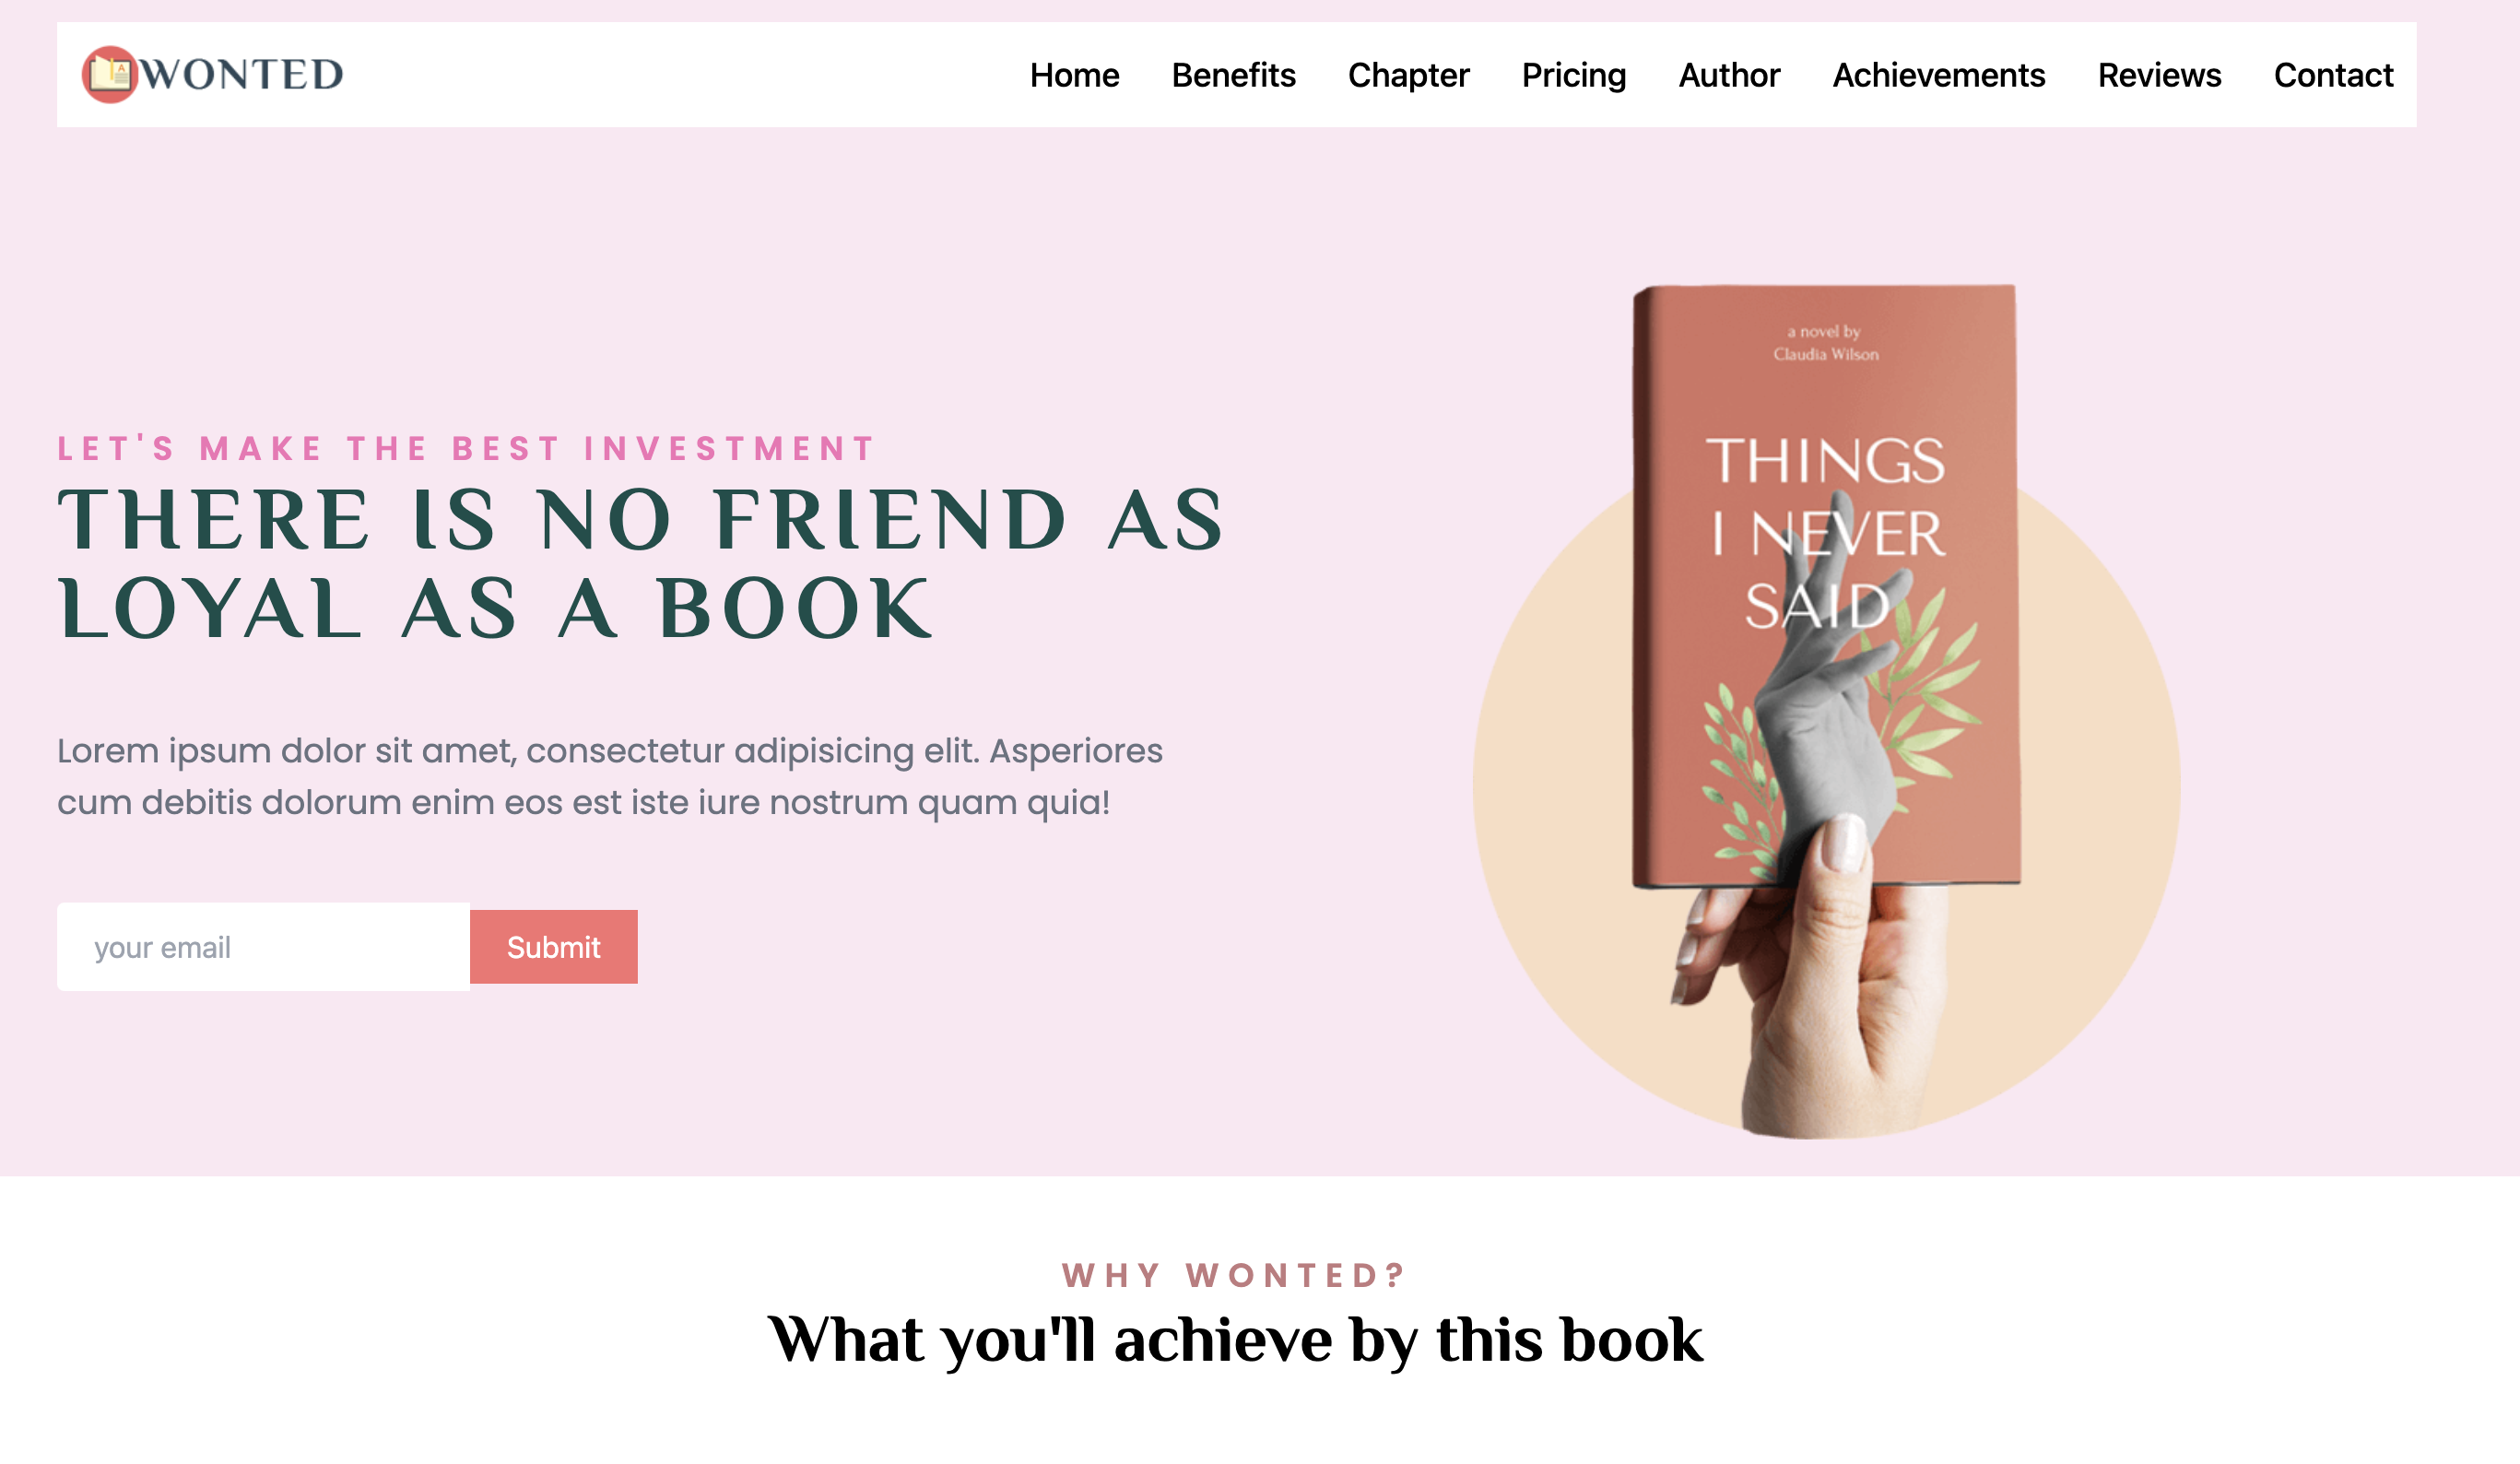 WONTED
Home Benefits Chapter Pricing Author Achievements Reviews Contact
LET'S MAKE THE BEST INVESTMENT
THERE IS NO FRIEND AS
LOYAL AS A BOOK
Lorem ipsum dolor sit amet, consectetur adipisicing elit. Asperiores
cum debitis dolorum enim eos est iste iure nostrum quam quia!
your email
Submit
a novel by
Claudia Wilson
THINGS
I NEVER
SAID
WHY WONTED?
What you'll achieve by this book